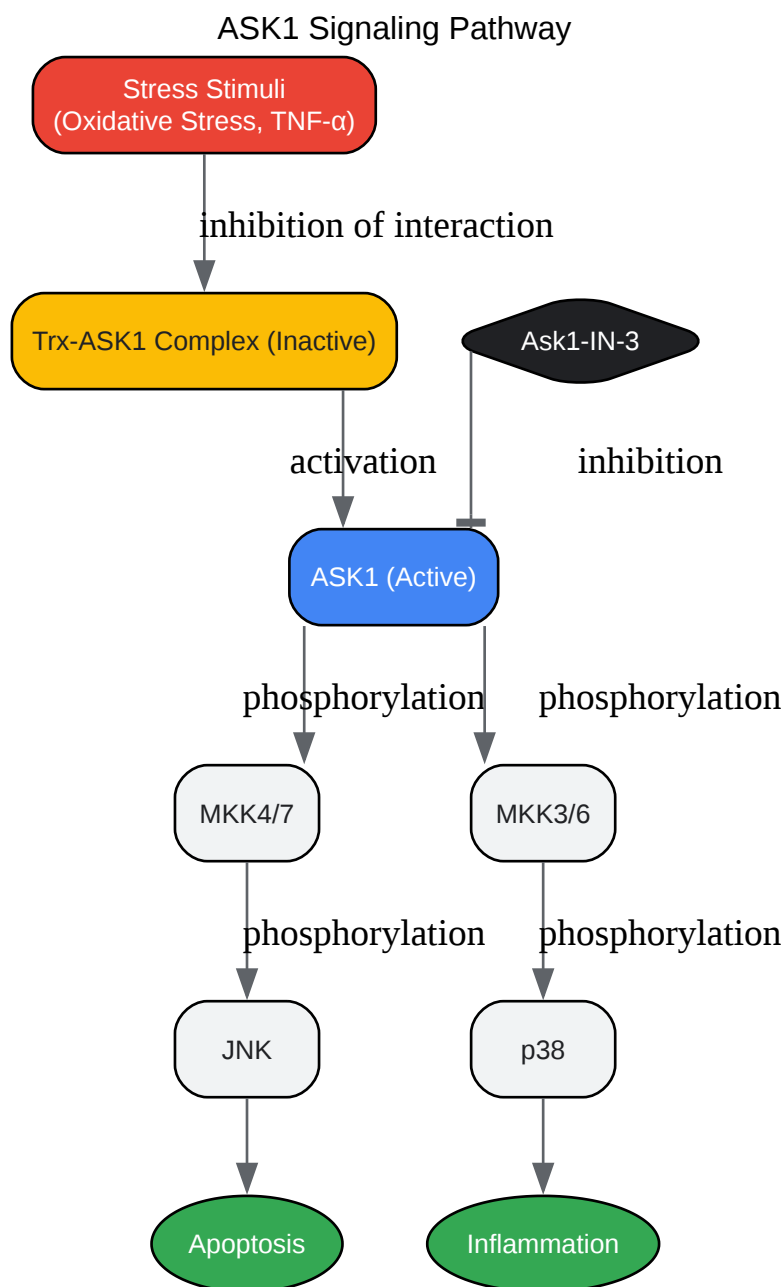 ASK1 Signaling Pathway
Stress Stimuli
(Oxidative Stress, TNF-α)
inhibition of interaction
Trx-ASK1 Complex (Inactive)
Ask1-IN-3
activation
inhibition
ASK1 (Active)
phosphorylation
phosphorylation
MKK4/7
MKK3/6
phosphorylation
phosphorylation
JNK
p38
Apoptosis
Inflammation